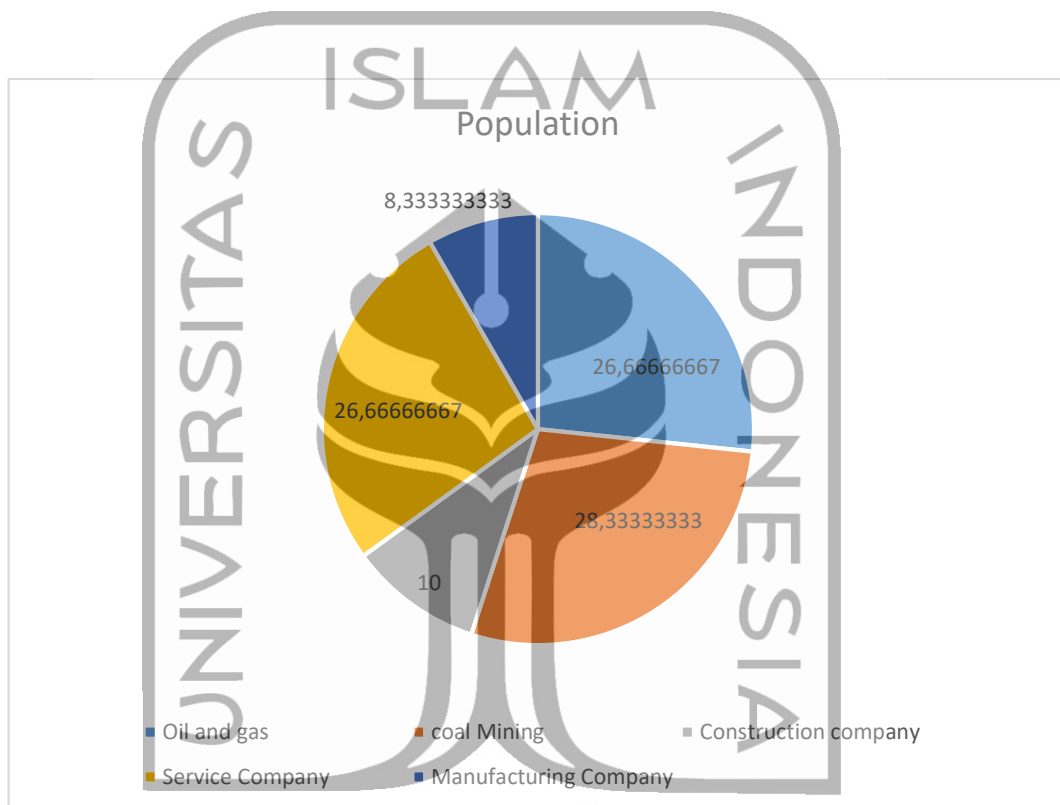 ISLAM
UNIVERSITAS
INDONESIA
Population
8,333333333
26,66666667
26,66666667
28,33333333
10
Oil and gas
coal Mining
Construction company
Service Company
Manufacturing Company